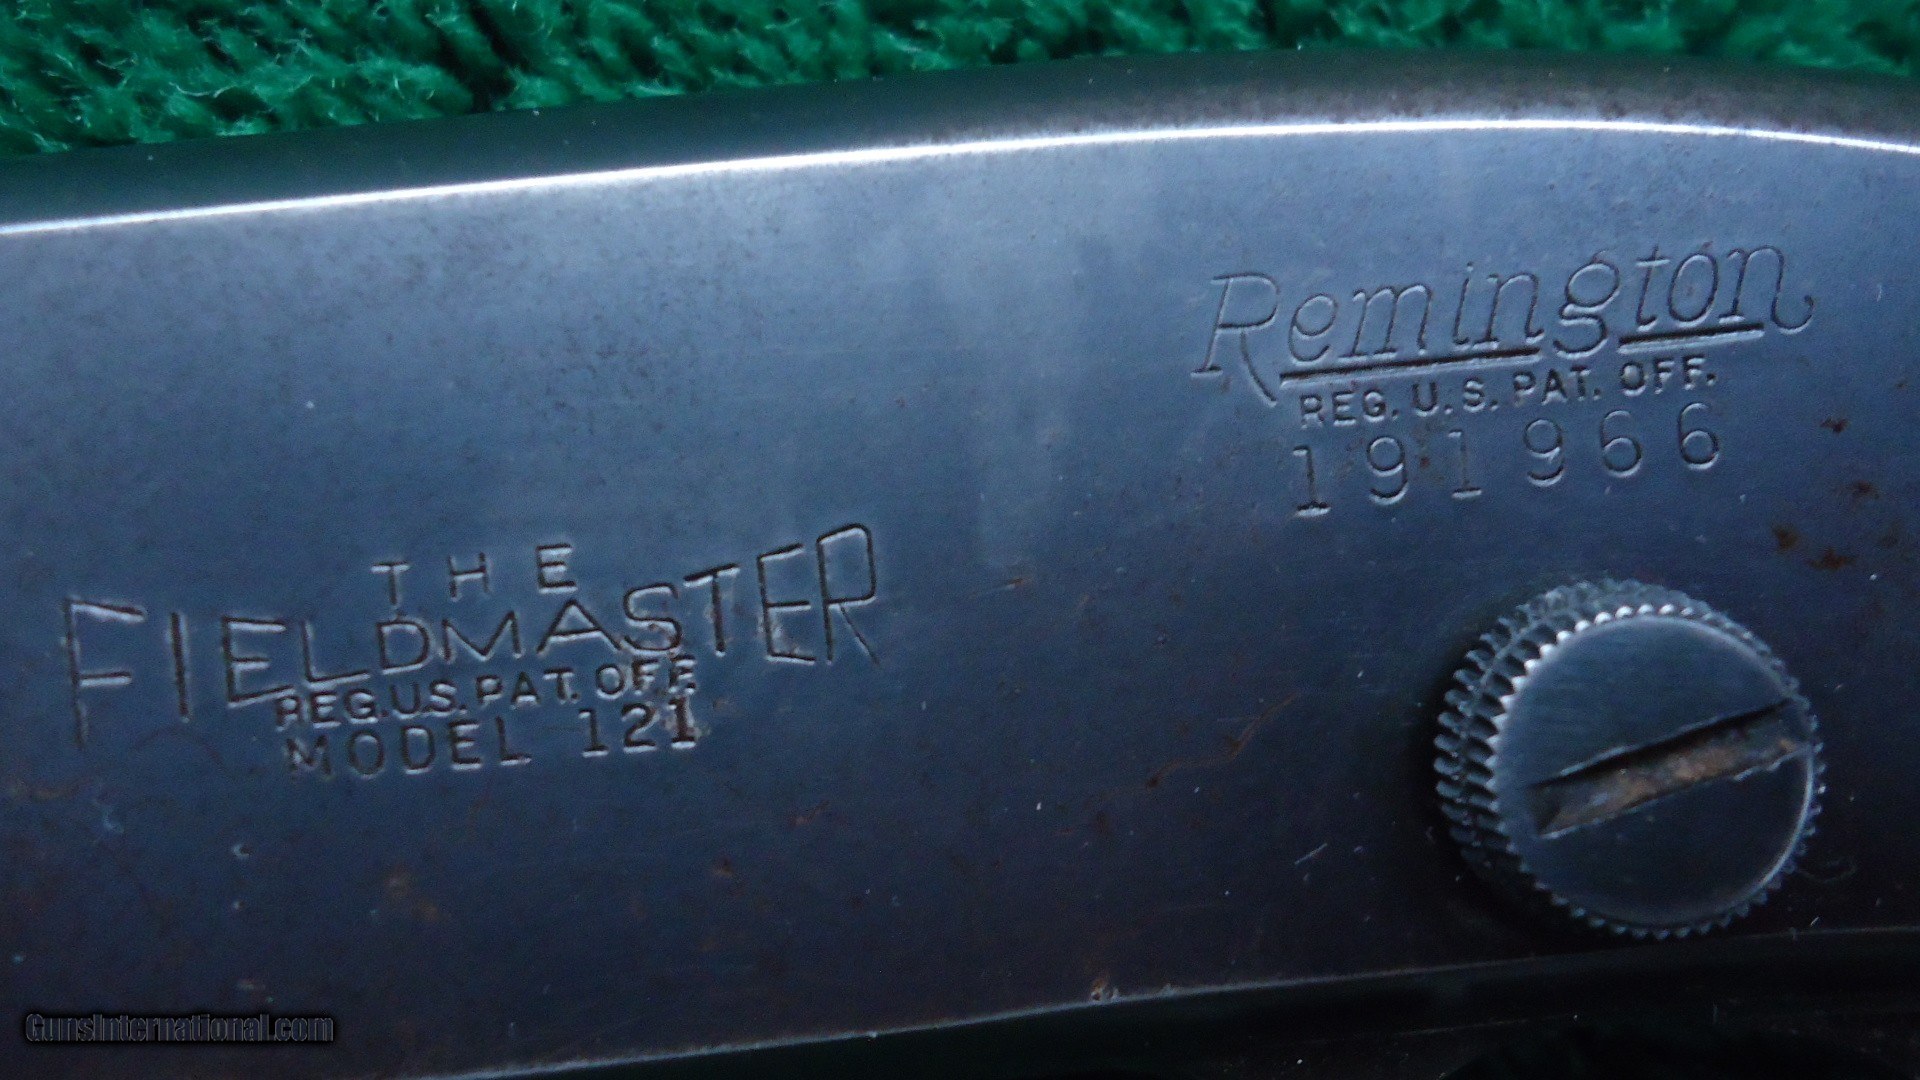 Remington
REG. U.S. PAT. OFF.
191966
THE
FIELDMASTER
REG. U.S. PAT. OFF.
MODEL 121
GunsInternational.com